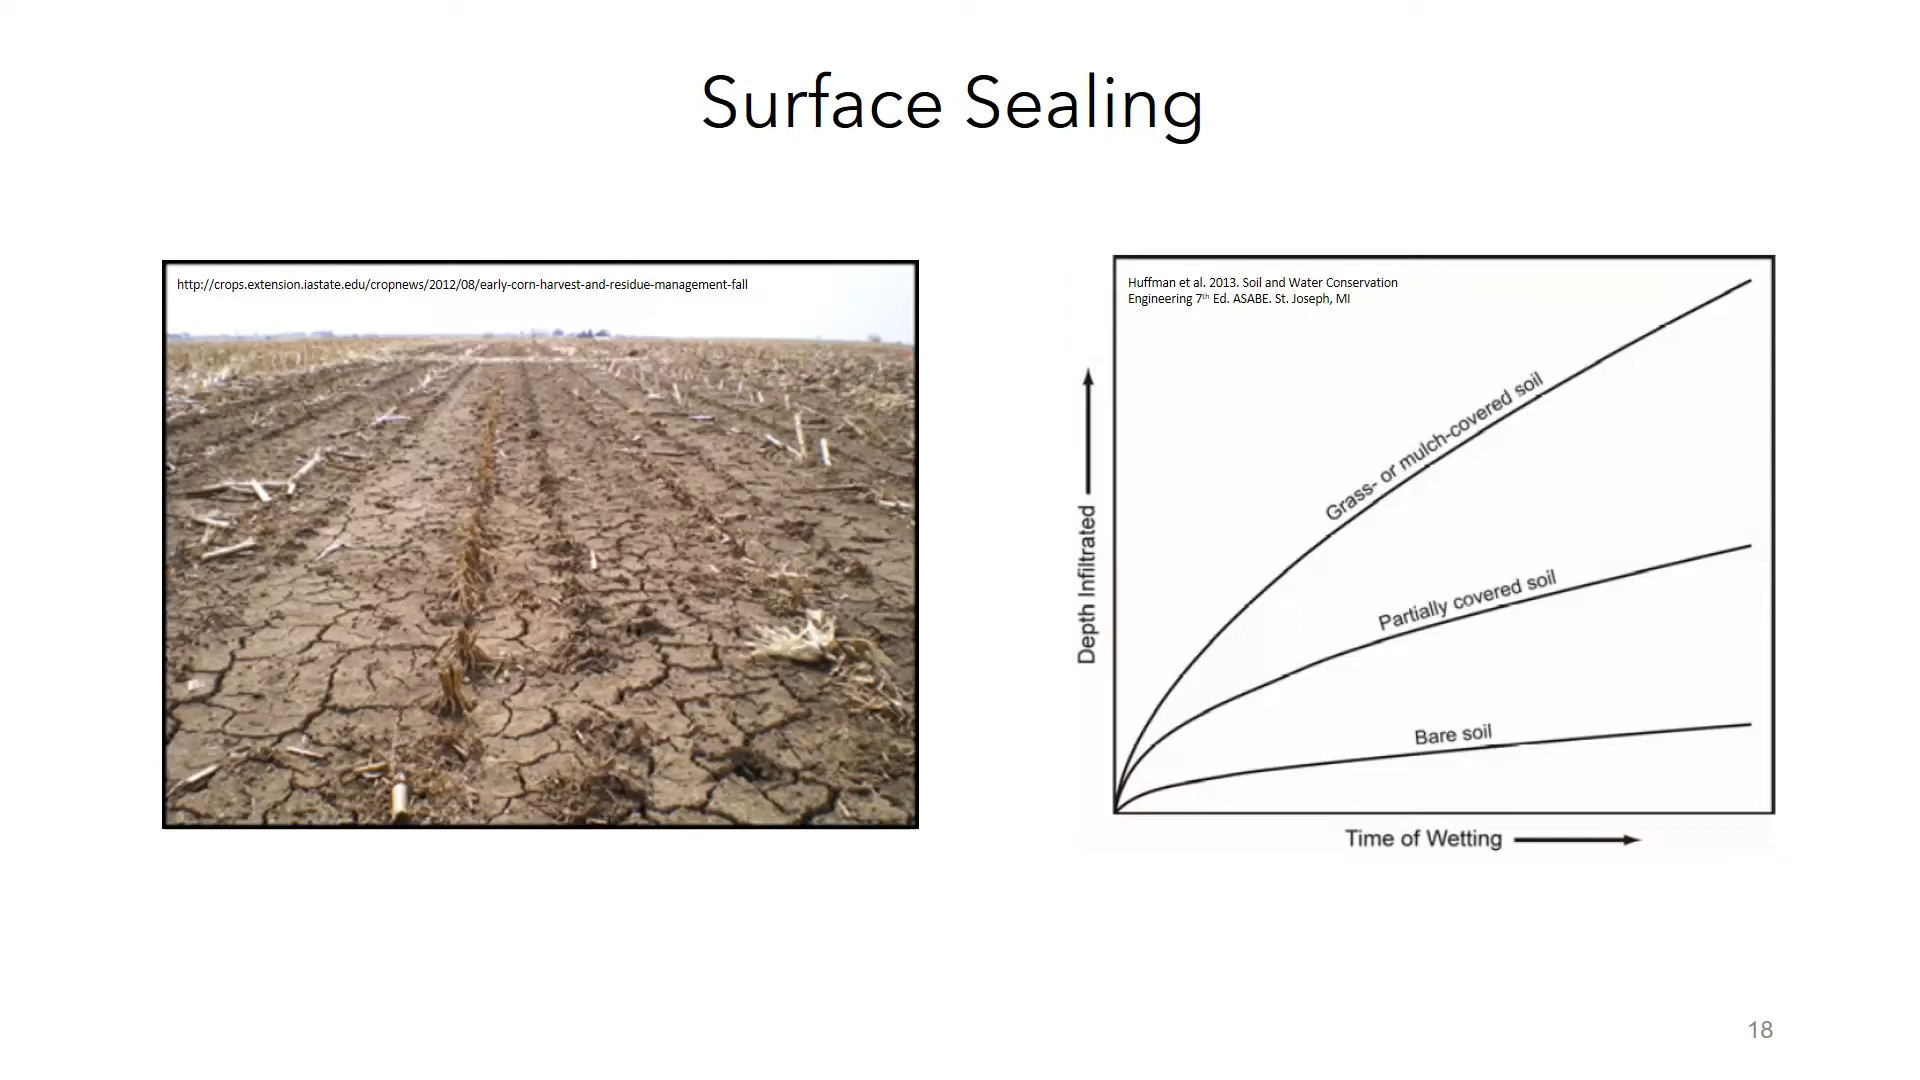 Surface Sealing
http://crops.extension.iastate.edu/cropnews/2012/08/early-corn-harvest-and-residue-management-fall
Huffman et al. 2013. Soil and Water Conservation
Engineering 7th Ed. ASABE. St. Joseph, MI
Depth Infiltrated
Grass- or mulch-covered soil
Partially covered soil
Bare soil
Time of Wetting
18